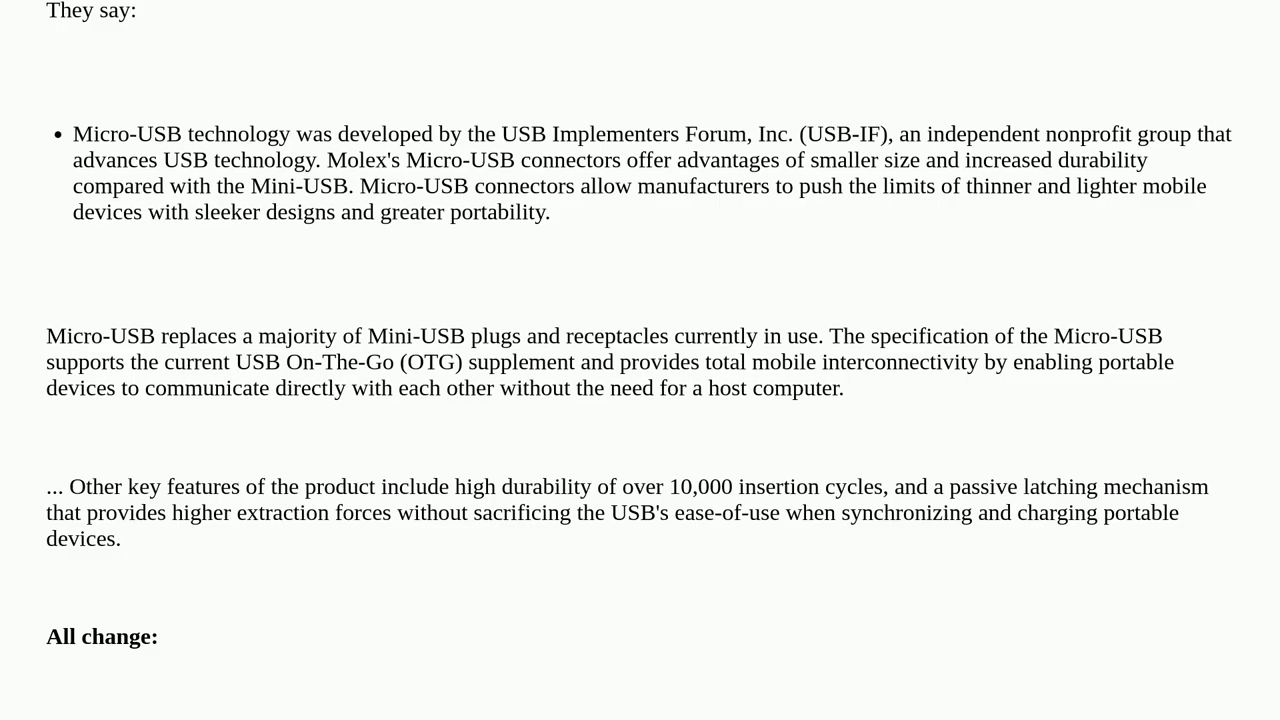 They say:
• Micro-USB technology was developed by the USB Implementers Forum, Inc. (USB-IF), an independent nonprofit group that
advances USB technology. Molex's Micro-USB connectors offer advantages of smaller size and increased durability
compared with the Mini-USB. Micro-USB connectors allow manufacturers to push the limits of thinner and lighter mobile
devices with sleeker designs and greater portability.
Micro-USB replaces a majority of Mini-USB plugs and receptacles currently in use. The specification of the Micro-USB
supports the current USB On-The-Go (OTG) supplement and provides total mobile interconnectivity by enabling portable
devices to communicate directly with each other without the need for a host computer.
... Other key features of the product include high durability of over 10,000 insertion cycles, and a passive latching mechanism
that provides higher extraction forces without sacrificing the USB's ease-of-use when synchronizing and charging portable
devices.
All change: